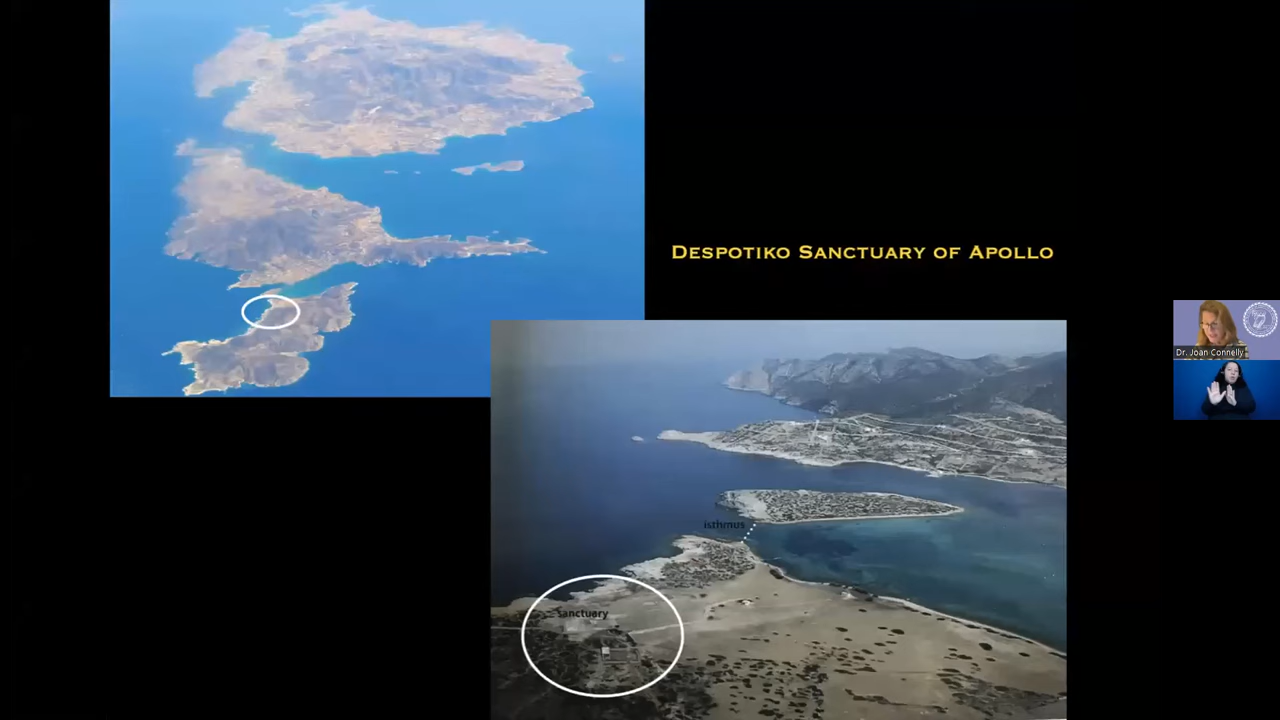 Despotiko Sanctuary of Apollo
isthmus
sanctuary
Dr. Joan Connelly